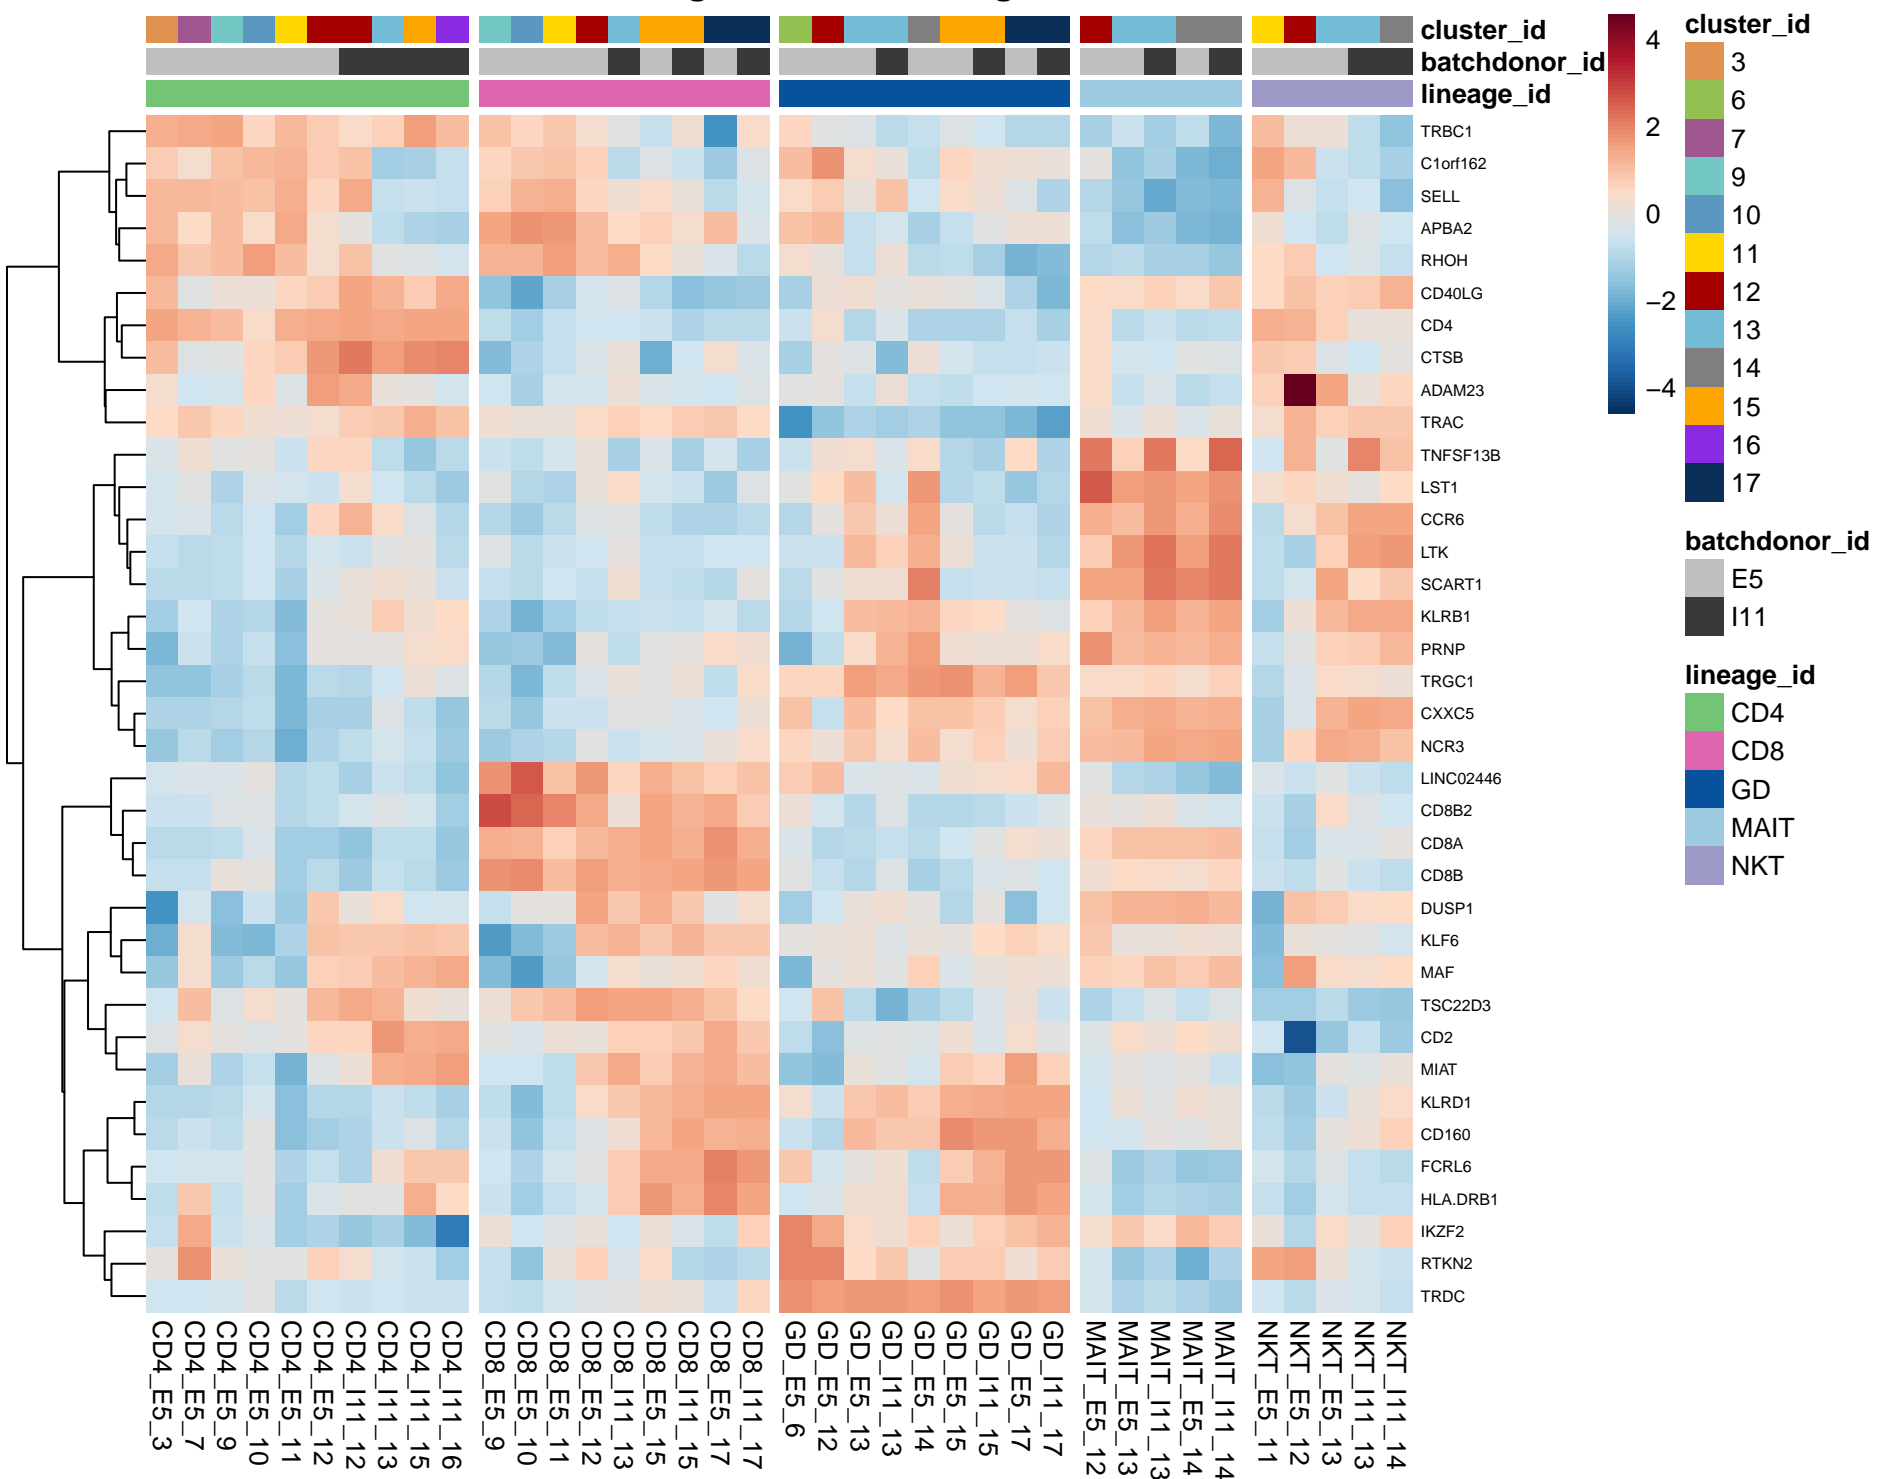 cluster_id
batchdonor_id
lineage_id
TRBC1
C1orf162
SELL
APBA2
RHOH
CD40LG
CD4
CTSB
ADAM23
TRAC
TNFSF13B
LST1
CCR6
LTK
SCART1
KLRB1
PRNP
TRGC1
CXXC5
NCR3
LINC02446
CD8B2
CD8A
CD8B
DUSP1
KLF6
MAF
TSC22D3
CD2
MIAT
KLRD1
CD160
FCRL6
HLA.DRB1
IKZF2
RTKN2
TRDC
CD4_E5_3
CD4_E5_7
CD4_E5_9
CD4_E5_10
CD4_E5_11
CD4_E5_12
CD4_I11_12
CD4_I11_13
CD4_I11_15
CD4_I11_16
CD8_E5_9
CD8_E5_10
CD8_E5_11
CD8_E5_12
CD8_I11_13
CD8_E5_15
CD8_I11_15
CD8_E5_17
CD8_I11_17
GD_E5_6
GD_E5_12
GD_E5_13
GD_I11_13
GD_E5_14
GD_E5_15
GD_I11_15
GD_E5_17
GD_I11_17
MAIT_E5_12
MAIT_E5_13
MAIT_I11_13
MAIT_E5_14
MAIT_I11_14
NKT_E5_11
NKT_E5_12
NKT_E5_13
NKT_I11_13
NKT_I11_14
4
2
0
−2
−4
cluster_id
3
6
7
9
10
11
12
13
14
15
16
17
batchdonor_id
E5
I11
lineage_id
CD4
CD8
GD
MAIT
NKT